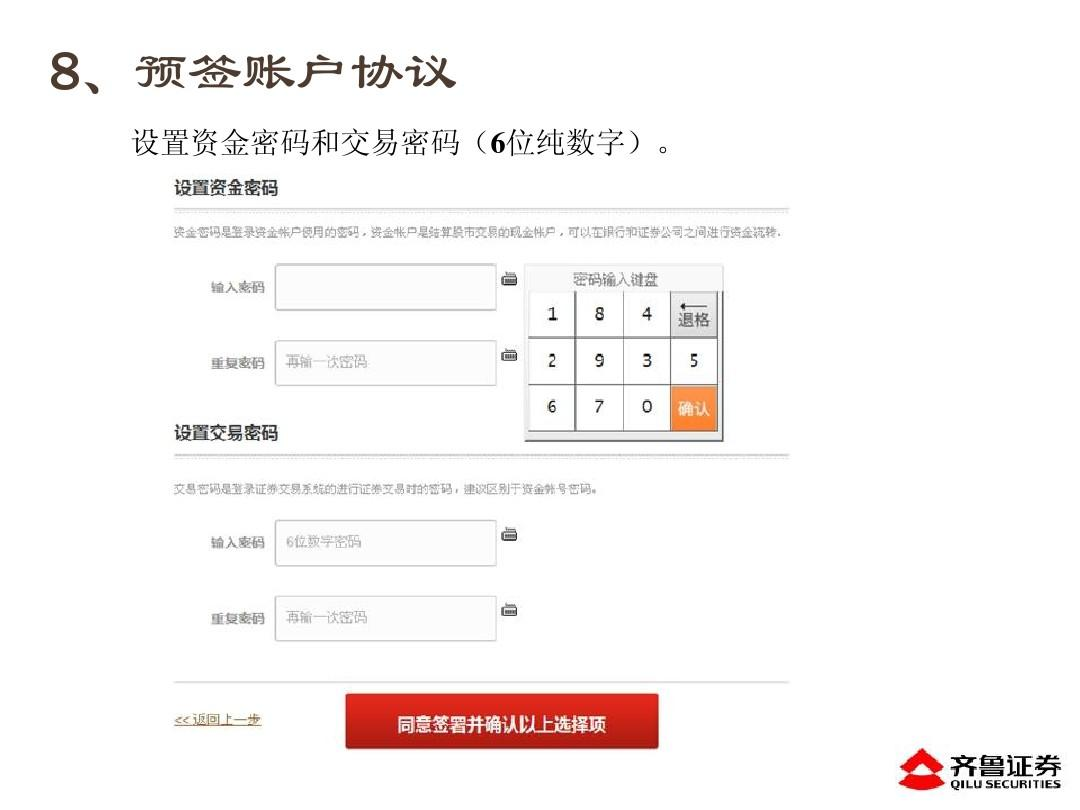 8、预签账户协议
设置资金密码和交易密码（6位纯数字）。
设置资金密码
资金密码是登录资金帐户使用的密码，资金帐户是结算股市交易的现金帐户，可以在银行和证券公司之间进行资金流转.
输入密码
密码输入键盘
1 8 4 退格
重复密码 再输一次密码
2 9 3 5
6 7 0 确认
设置交易密码
交易密码是登录证券交易系统的进行证券交易时的密码，建议区别于资金帐号密码。
输入密码 6位数字密码
重复密码 再输一次密码
<< 返回上一步
同意签署并确认以上选择项
齐鲁证券
QILU SECURITIES